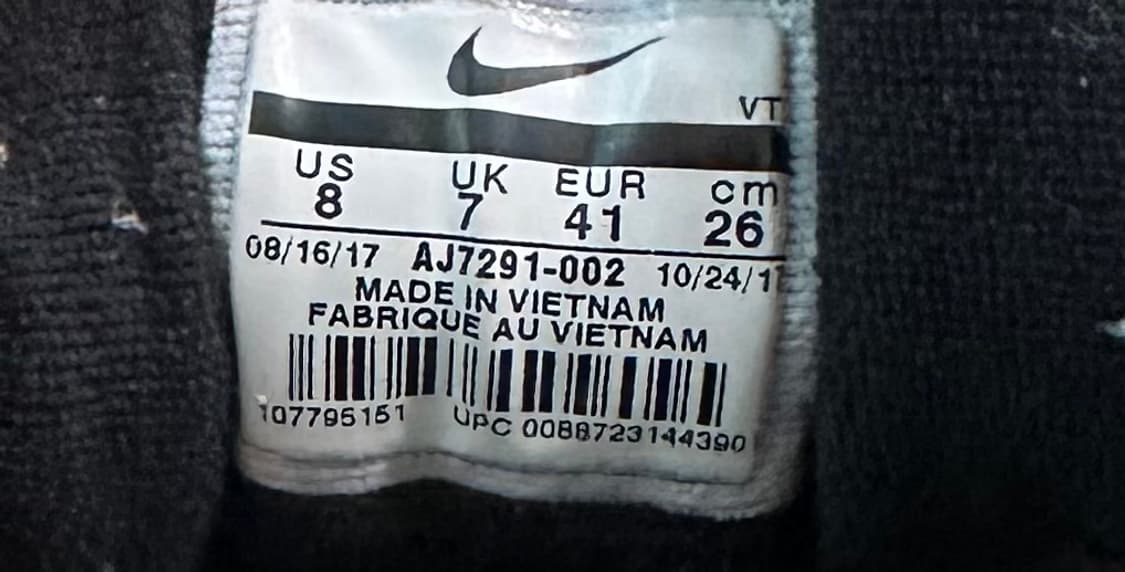 VT
US UK EUR cm
8 7 41 26
08/16/17 AJ7291-002 10/24/1
MADE IN VIETNAM
FABRIQUE AU VIETNAM
107795151 UPC 0088723144390